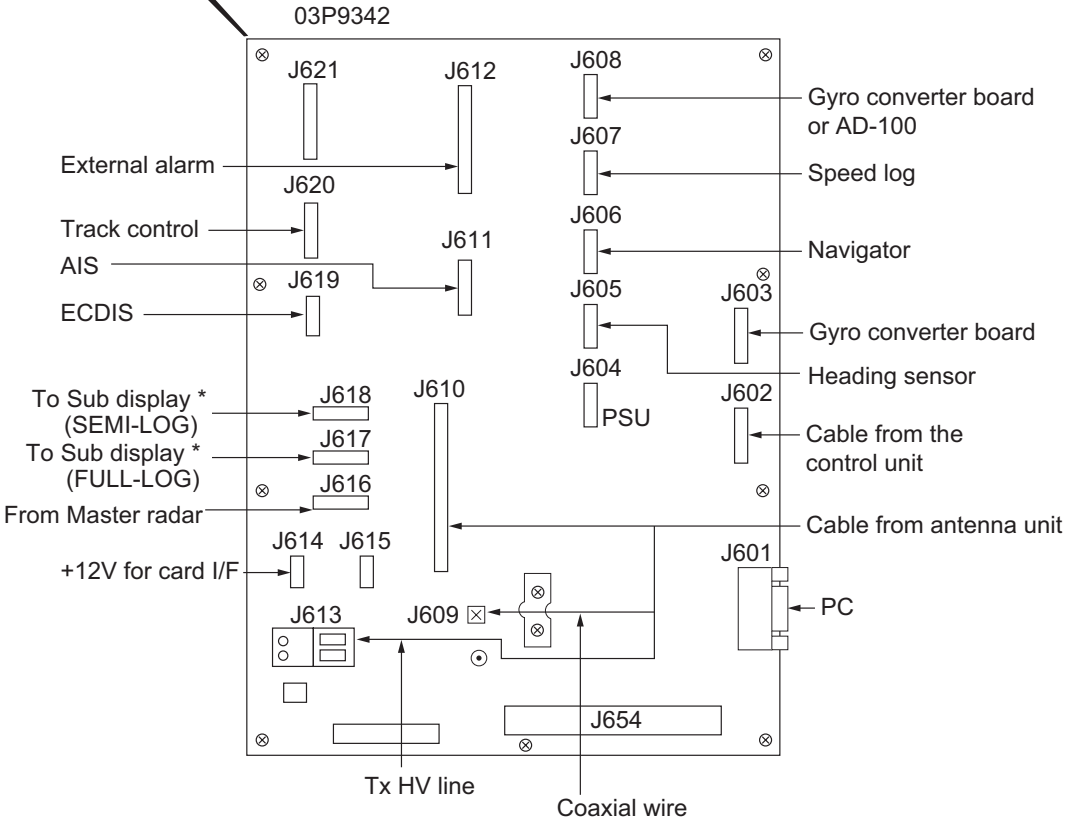 03P9342
J621
J612
J608
Gyro converter board
or AD-100
J607
External alarm
Speed log
J620
J606
Track control
J611
Navigator
AIS
J619
J605
J603
ECDIS
Gyro converter board
J604
Heading sensor
To Sub display *
(SEMI-LOG)
J618
J610
PSU
J602
To Sub display *
(FULL-LOG)
J617
Cable from the
control unit
J616
From Master radar
Cable from antenna unit
J614
J615
J601
+12V for card I/F
J613
J609
PC
J654
Tx HV line
Coaxial wire